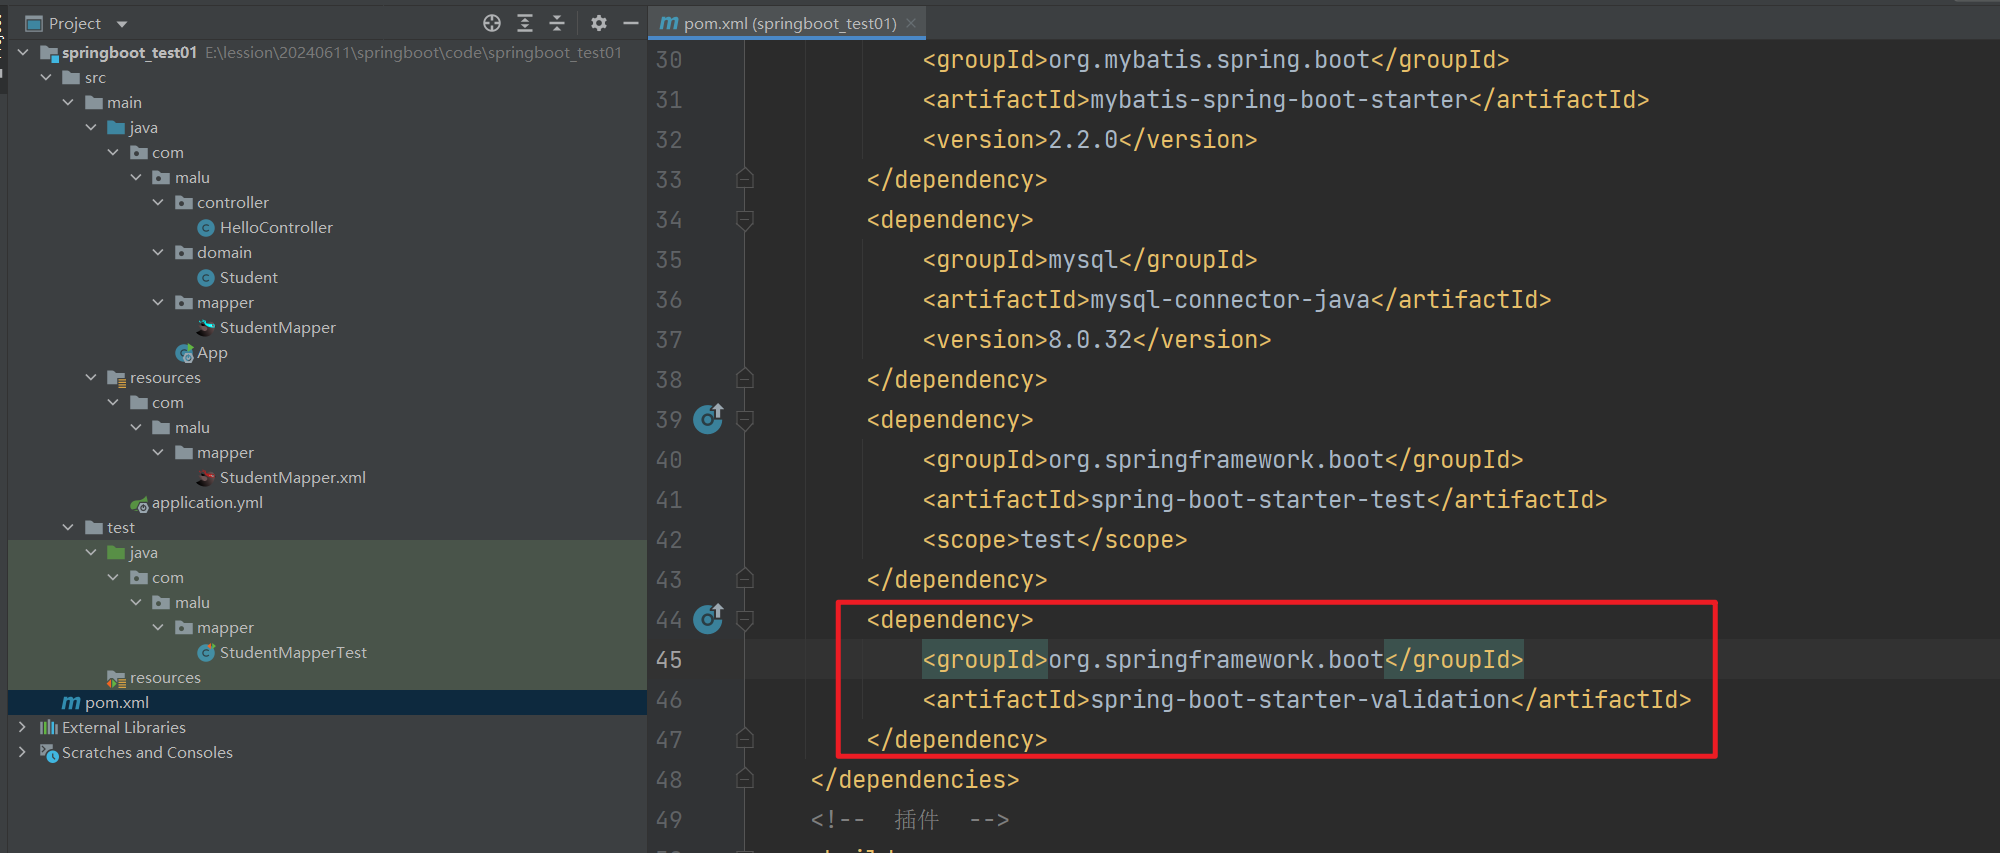 Project
springboot_test01 E:\lession\20240611\springboot\code\springboot_test01
src
main
java
com
malu
controller
HelloController
domain
Student
mapper
StudentMapper
App
resources
com
malu
mapper
StudentMapper.xml
application.yml
test
java
com
malu
mapper
StudentMapperTest
resources
pom.xml
External Libraries
Scratches and Consoles
pom.xml (springboot_test01)
30 <groupId>org.mybatis.spring.boot</groupId>
31 <artifactId>mybatis-spring-boot-starter</artifactId>
32 <version>2.2.0</version>
33 </dependency>
34 <dependency>
35 <groupId>mysql</groupId>
36 <artifactId>mysql-connector-java</artifactId>
37 <version>8.0.32</version>
38 </dependency>
39 <dependency>
40 <groupId>org.springframework.boot</groupId>
41 <artifactId>spring-boot-starter-test</artifactId>
42 <scope>test</scope>
43 </dependency>
44 <dependency>
45 <groupId>org.springframework.boot</groupId>
46 <artifactId>spring-boot-starter-validation</artifactId>
47 </dependency>
48 </dependencies>
49 <!-- 插件 -->